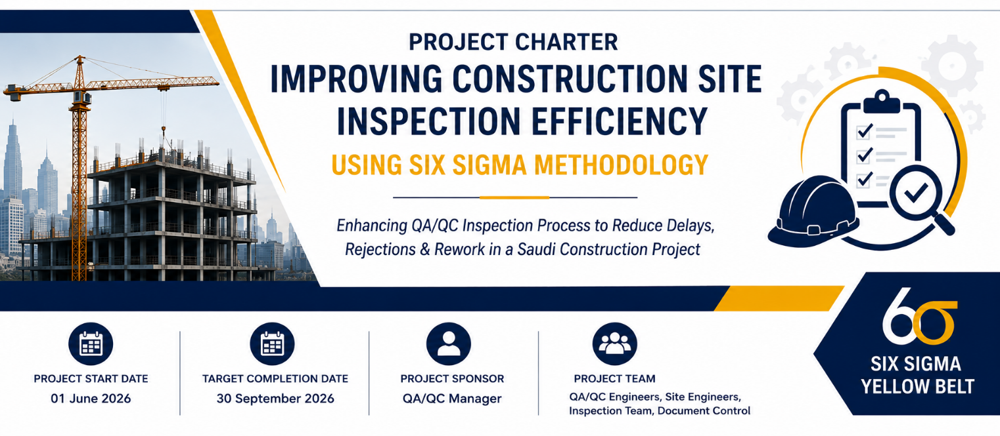 PROJECT CHARTER
IMPROVING CONSTRUCTION SITE
INSPECTION EFFICIENCY
USING SIX SIGMA METHODOLOGY
Enhancing QA/QC Inspection Process to Reduce Delays,
Rejections & Rework in a Saudi Construction Project
6σ
SIX SIGMA
YELLOW BELT
PROJECT START DATE
01 June 2026
TARGET COMPLETION DATE
30 September 2026
PROJECT SPONSOR
QA/QC Manager
PROJECT TEAM
QA/QC Engineers, Site Engineers,
Inspection Team, Document Control